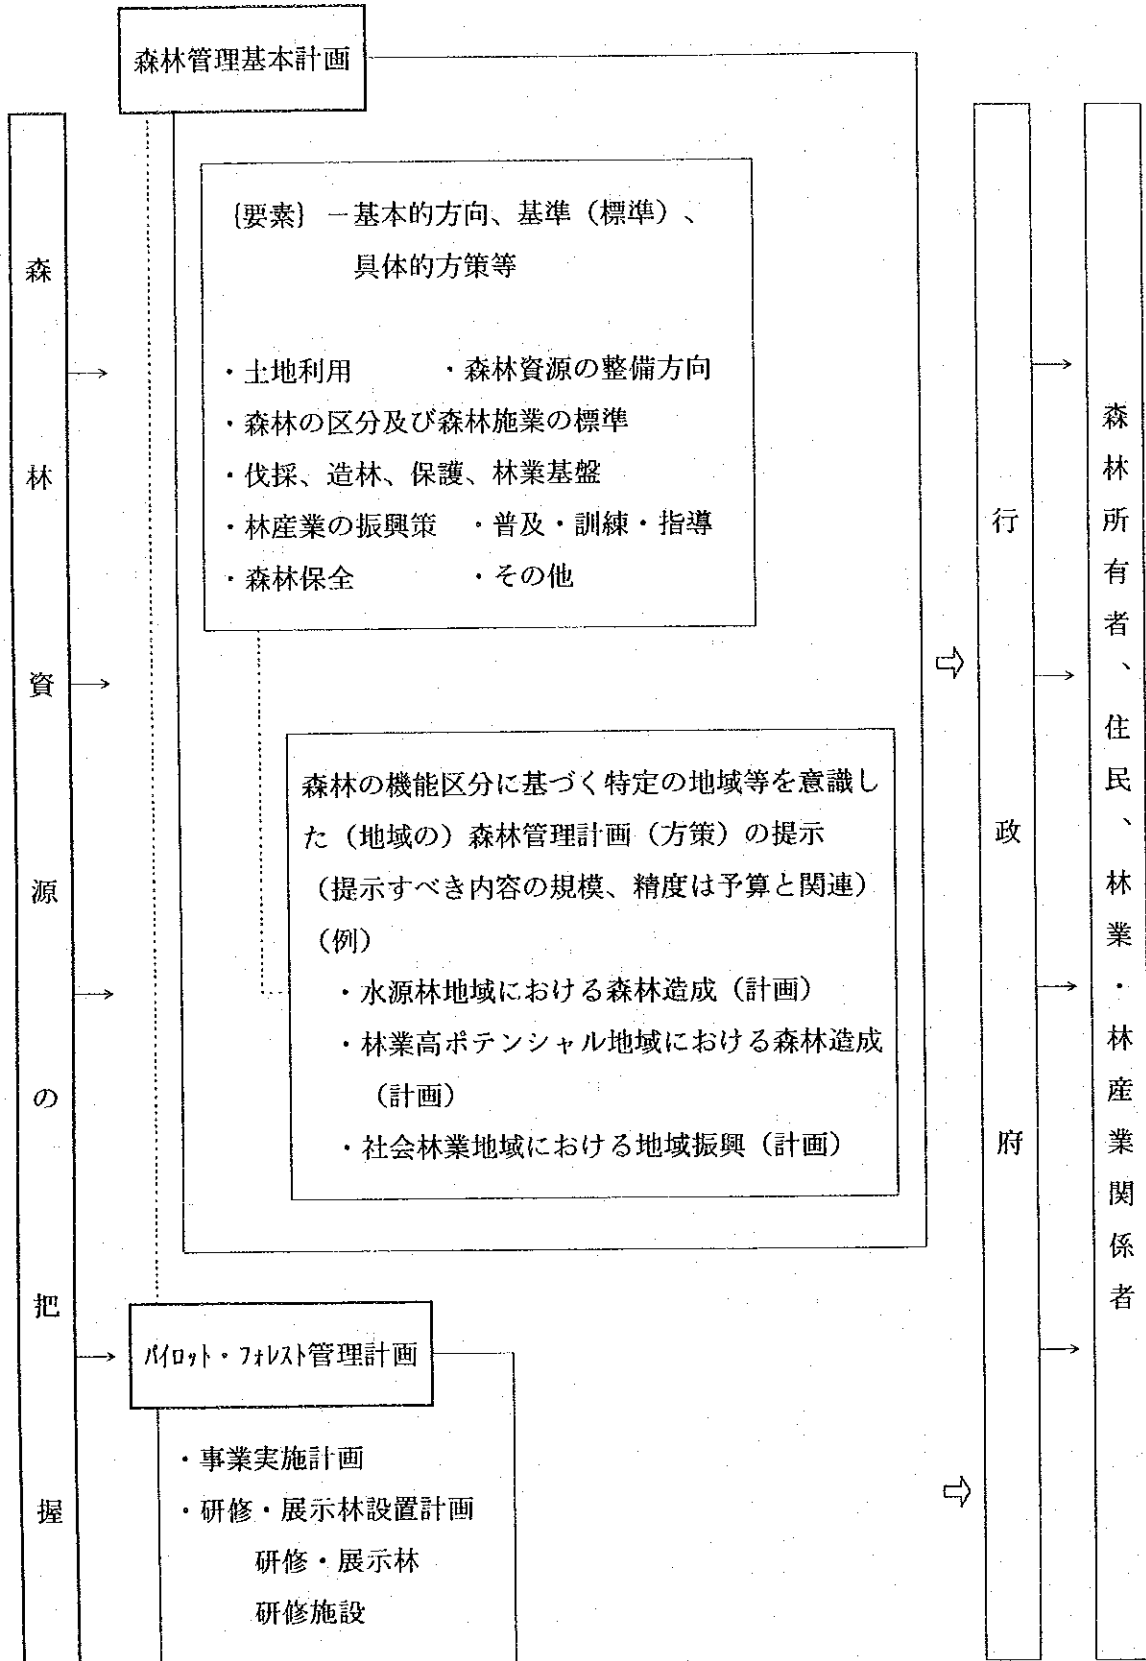 森林管理基本計画
森林資源の把握
{要素} －基本的方向、基準（標準）、
具体的方策等
・土地利用　・森林資源の整備方向
・森林の区分及び森林施業の標準
・伐採、造林、保護、林業基盤
・林産業の振興策　・普及・訓練・指導
・森林保全　・その他
森林の機能区分に基づく特定の地域等を意識し
た（地域の）森林管理計画（方策）の提示
（提示すべき内容の規模、精度は予算と関連）
（例）
・水源林地域における森林造成（計画）
・林業高ポテンシャル地域における森林造成
（計画）
・社会林業地域における地域振興（計画）
ﾊﾟｲﾛｯﾄ・ﾌｫﾚｽﾄ管理計画
・事業実施計画
・研修・展示林設置計画
研修・展示林
研修施設
行政府
森林所有者、住民、林業・林産業関係者